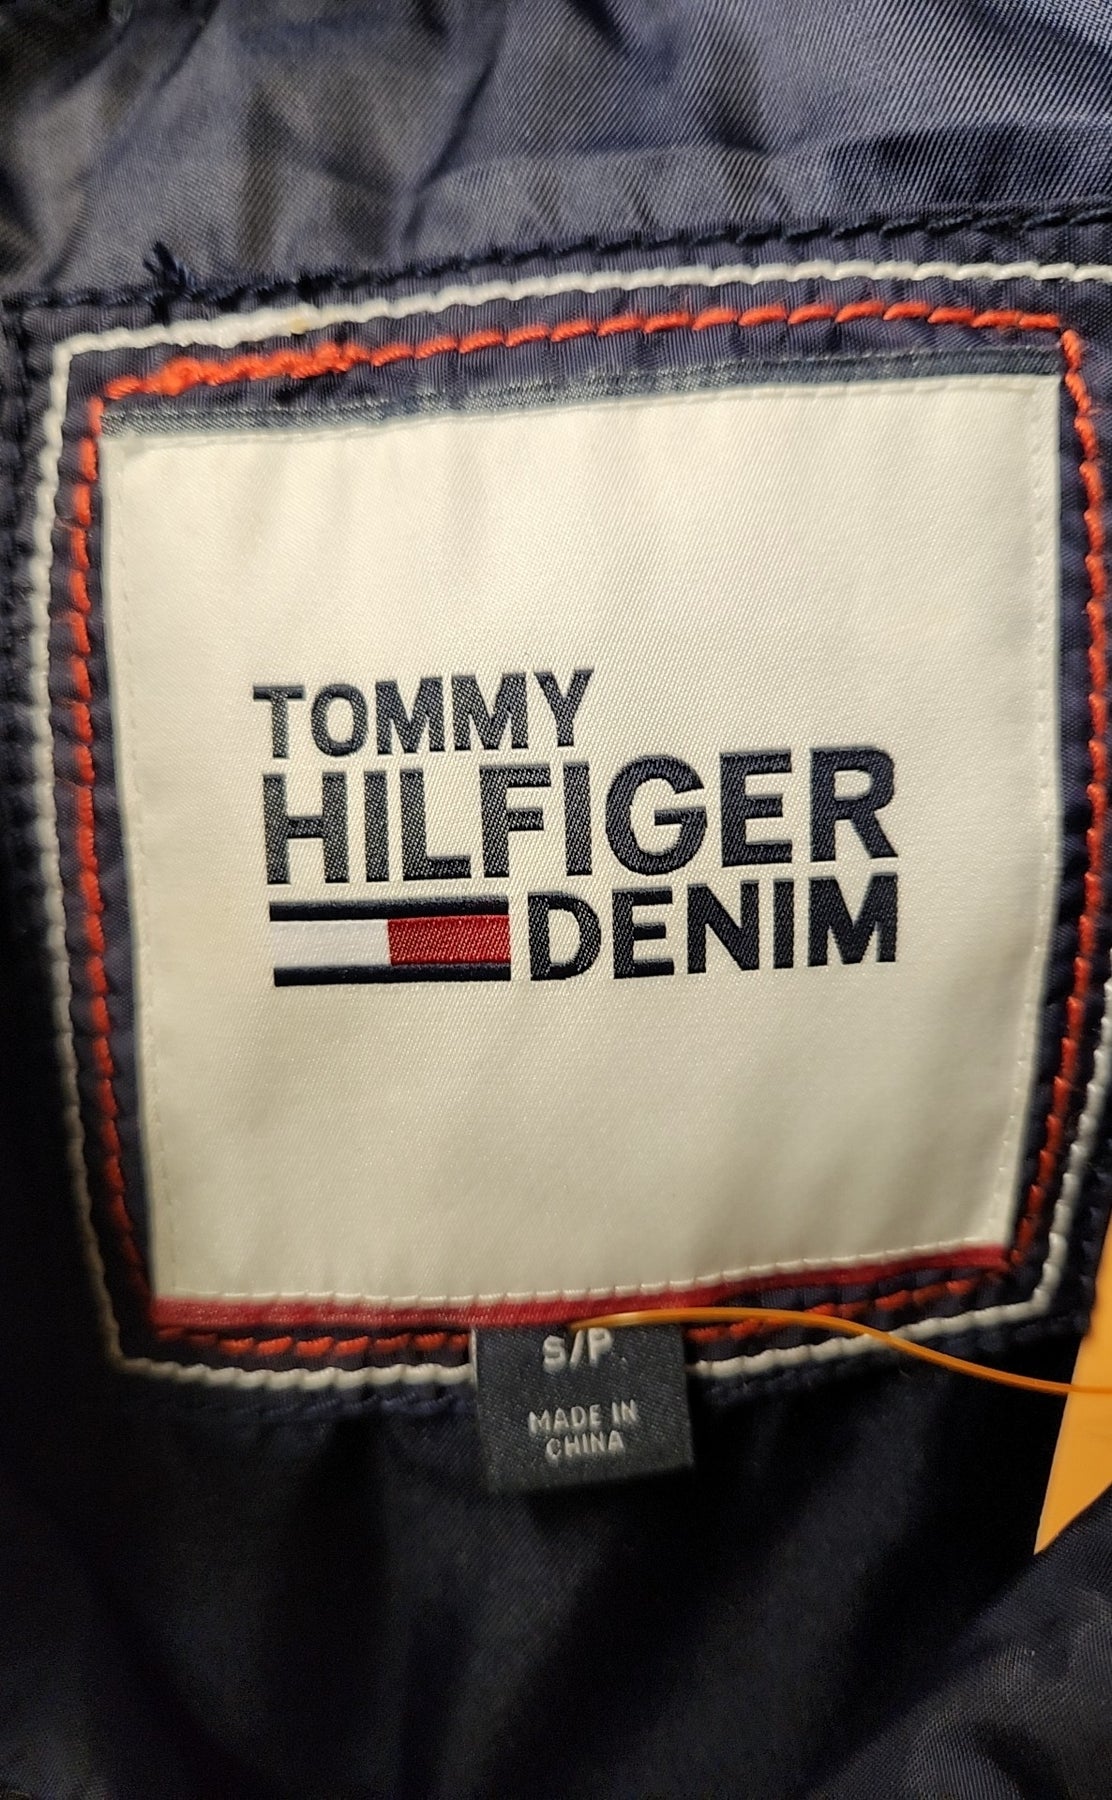 TOMMY
HILFIGER
DENIM
S/P
MADE IN
CHINA